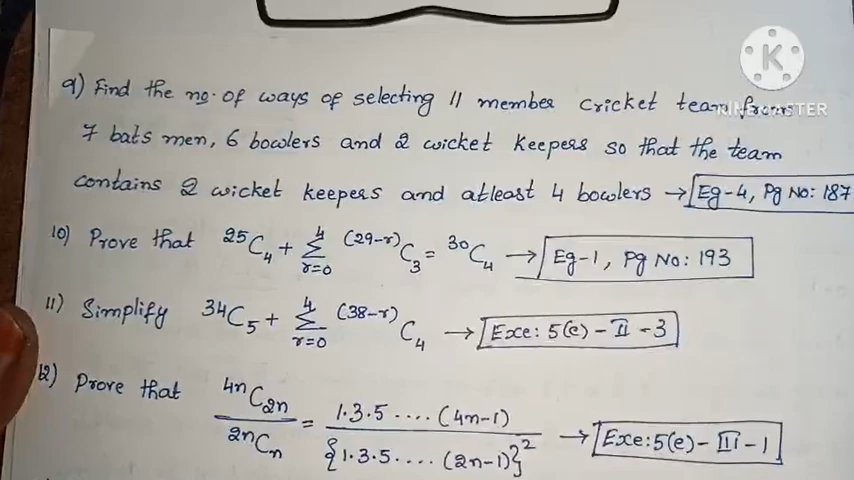 K
KINEMASTER
9) Find the no. of ways of selecting 11 member cricket team from
7 bats men, 6 bowlers and 2 wicket keepers so that the team
contains 2 wicket keepers and atleast 4 bowlers → Eg-4, Pg No: 187
10) Prove that ²⁵C₄ + ⁴∑ᵣ₌₀ ⁽²⁹⁻ʳ⁾C₃ = ³⁰C₄ → Eg-1, Pg No: 193
11) Simplify ³⁴C₅ + ⁴∑ᵣ₌₀ ⁽³⁸⁻ʳ⁾C₄ → Exe: 5(e) - II - 3
12) Prove that 4nC2n / 2nCn = 1.3.5 .... (4n-1) / {1.3.5 .... (2n-1)}² → Exe: 5(e) - III - 1